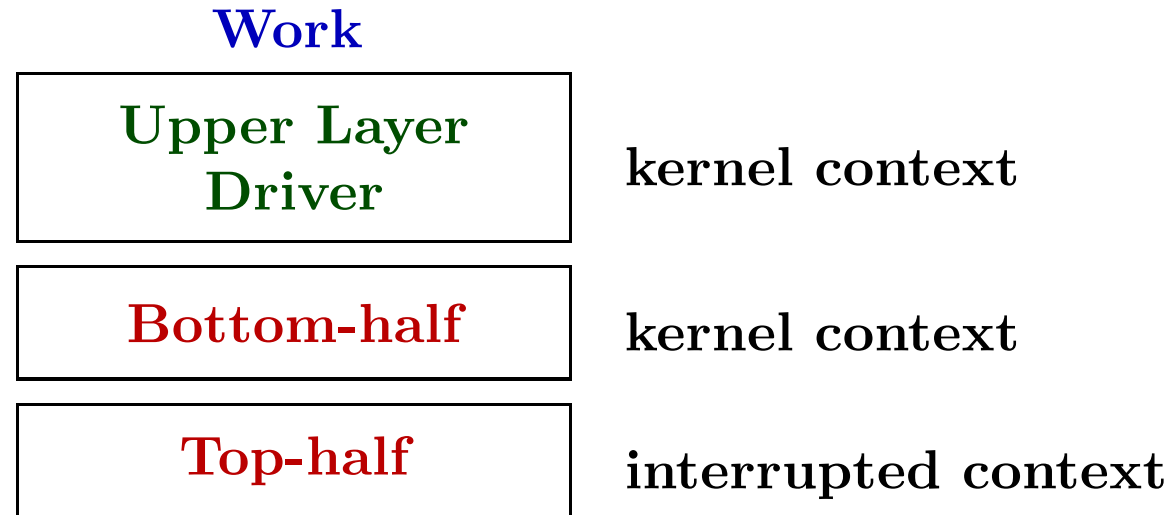 Work
Upper Layer
Driver
kernel context
Bottom-half
kernel context
Top-half
interrupted context